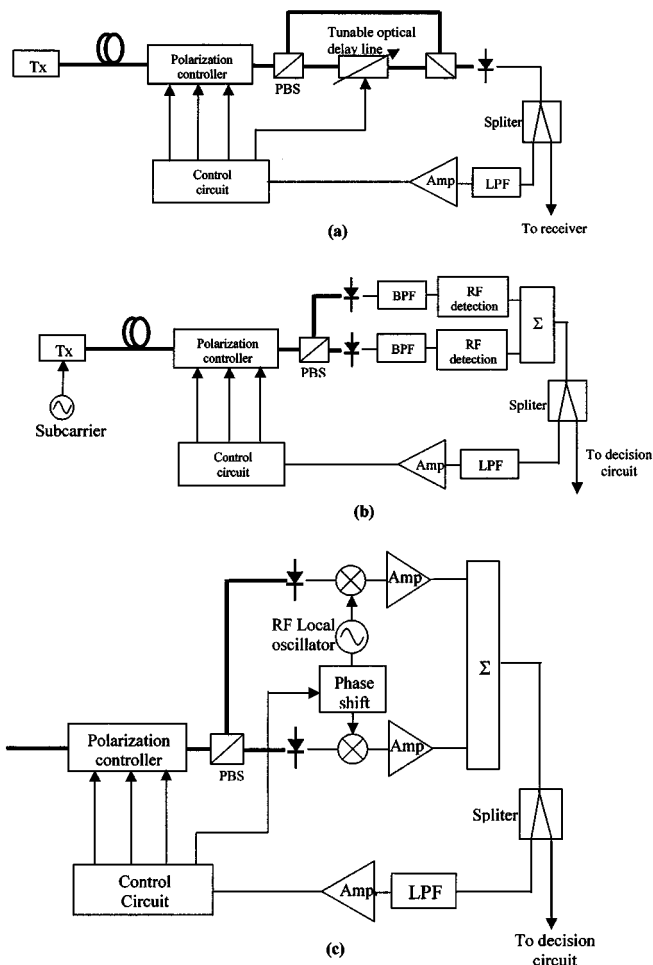 Tunable optical
delay line
Tx
Polarization
controller
PBS
Spliter
Control
circuit
Amp
LPF
To receiver
(a)
BPF
RF
detection
Σ
Tx
Polarization
controller
BPF
RF
detection
PBS
Subcarrier
Spliter
Control
circuit
Amp
LPF
To decision
circuit
(b)
Amp
RF Local
oscillator
Σ
Phase
shift
Polarization
controller
Amp
PBS
Spliter
Control
Circuit
Amp
LPF
To decision
circuit
(c)